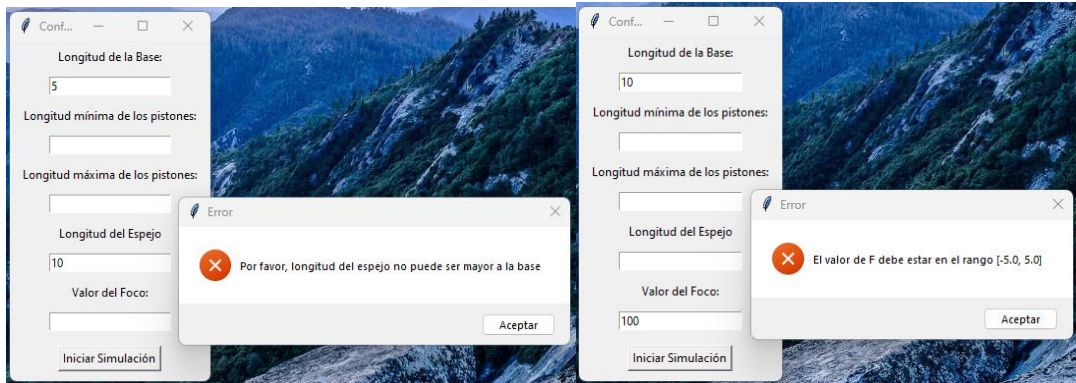 Conf...
Longitud de la Base:
5
Longitud mínima de los pistones:
Longitud máxima de los pistones:
Longitud del Espejo
10
Valor del Foco:
Iniciar Simulación
Error
Por favor, longitud del espejo no puede ser mayor a la base
Aceptar
Conf...
Longitud de la Base:
10
Longitud mínima de los pistones:
Longitud máxima de los pistones:
Longitud del Espejo
Valor del Foco:
100
Iniciar Simulación
Error
El valor de F debe estar en el rango [-5.0, 5.0]
Aceptar